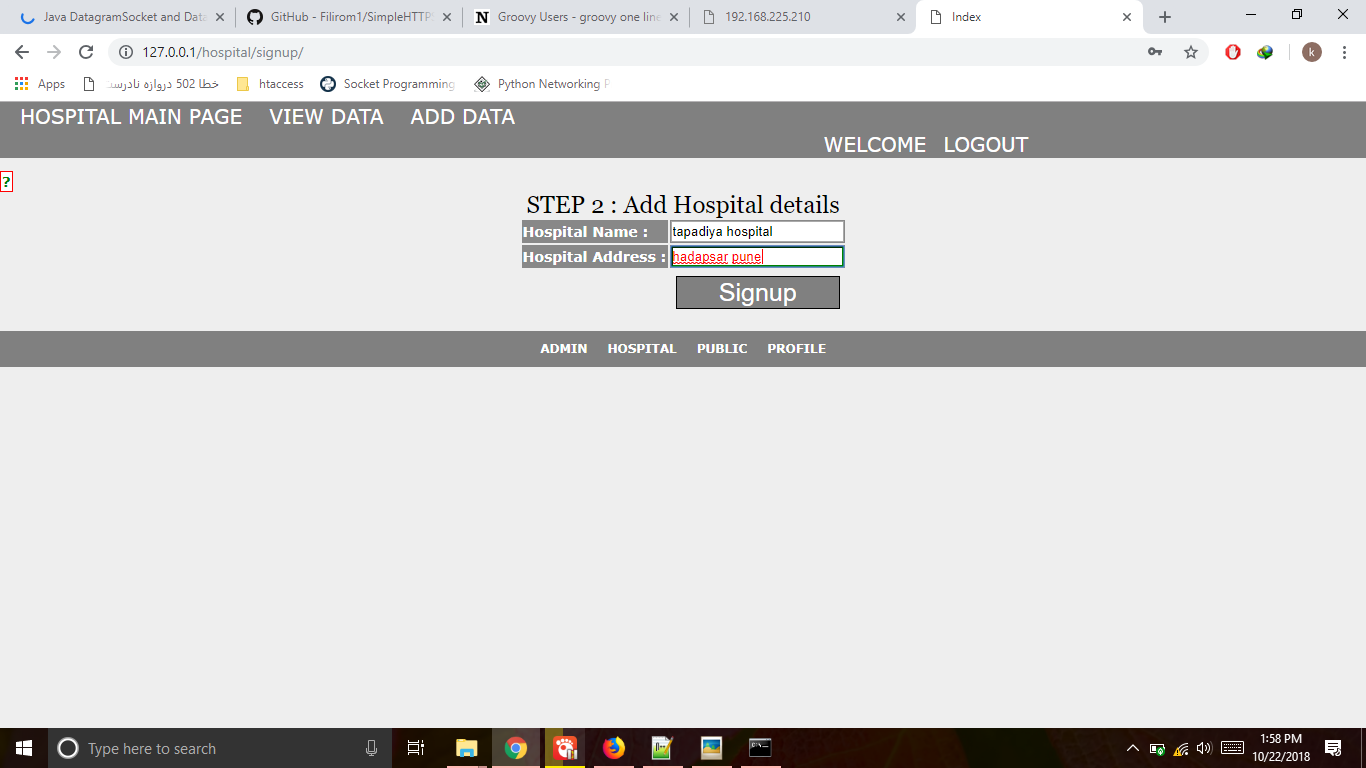 Java DatagramSocket and Data
GitHub - Filirom1/SimpleHTTPS
Groovy Users - groovy one line
192.168.225.210
Index
127.0.0.1/hospital/signup/
k
Apps
خطا 502 دروازه نادرست
htaccess
Socket Programming
Python Networking P
HOSPITAL MAIN PAGE VIEW DATA ADD DATA
WELCOME LOGOUT
?
STEP 2 : Add Hospital details
Hospital Name : tapadiya hospital
Hospital Address : hadapsar pune
Signup
ADMIN HOSPITAL PUBLIC PROFILE
Type here to search
1:58 PM
10/22/2018